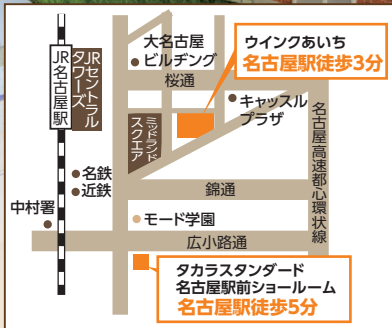 大名古屋
ビルヂング
桜通
ウインクあいち
名古屋駅徒歩3分
JR名古屋駅
JRセントラル
タワーズ
ミッドランド
スクエア
キャッスル
プラザ
名古屋高速都心環状線
名鉄
近鉄
錦通
中村署
モード学園
広小路通
タカラスタンダード
名古屋駅前ショールーム
名古屋駅徒歩5分